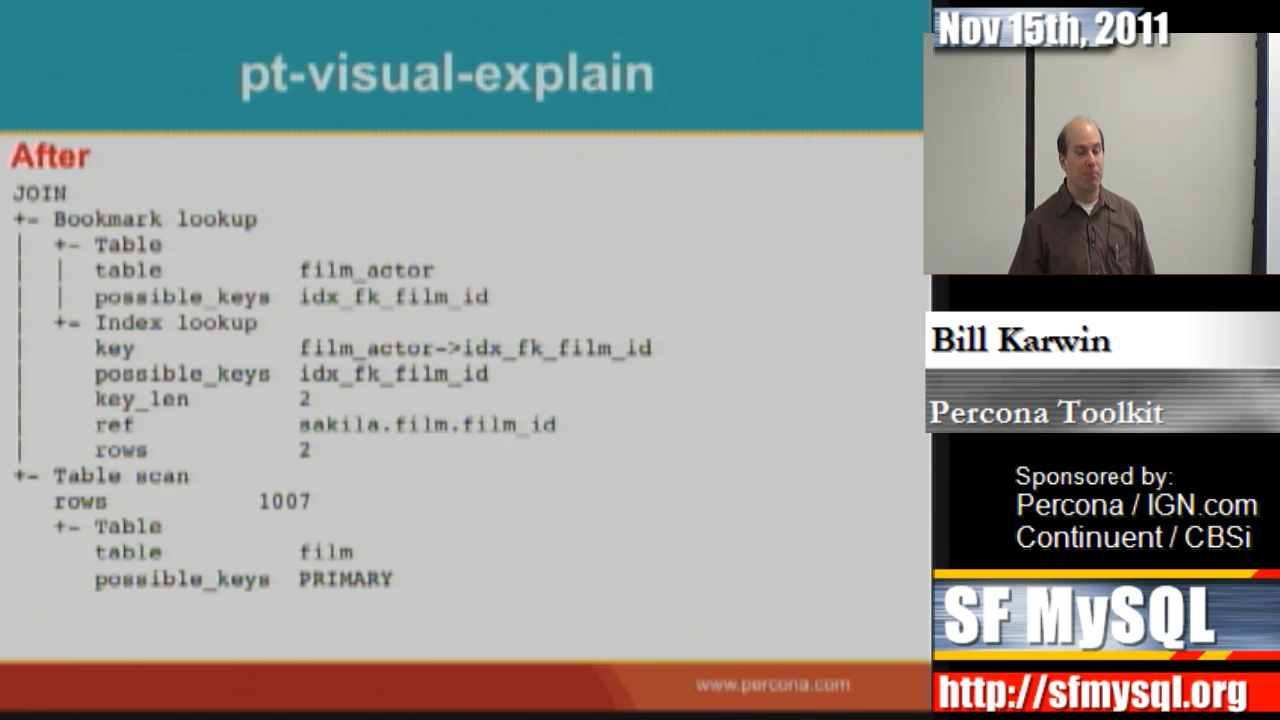 pt-visual-explain
After
JOIN
+- Bookmark lookup
|  +- Table
|  |  table          film_actor
|  |  possible_keys  idx_fk_film_id
|  +- Index lookup
|     key            film_actor->idx_fk_film_id
|     possible_keys  idx_fk_film_id
|     key_len        2
|     ref            sakila.film.film_id
|     rows           2
+- Table scan
   rows           1007
   +- Table
      table          film
      possible_keys  PRIMARY
www.percona.com
Nov 15th, 2011
Bill Karwin
Percona Toolkit
Sponsored by:
Percona / IGN.com
Continuent / CBSi
SF MySQL
http://sfmysql.org